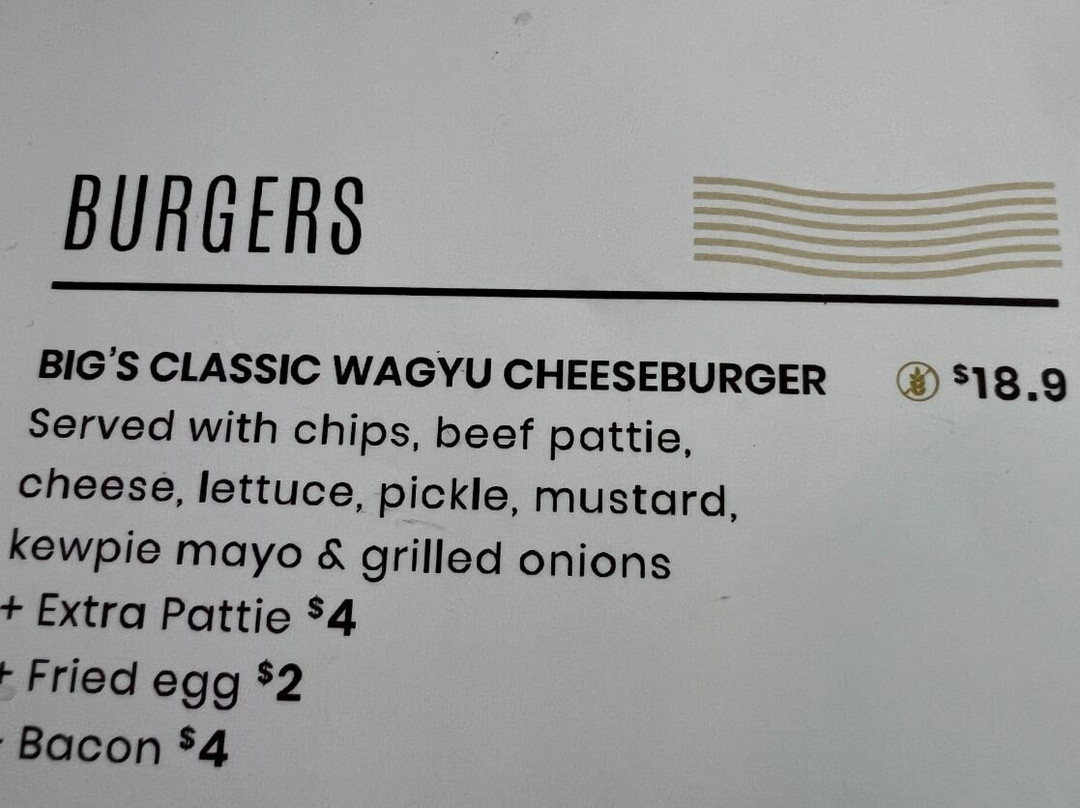 BURGERS
BIG'S CLASSIC WAGYU CHEESEBURGER $18.9
Served with chips, beef pattie,
cheese, lettuce, pickle, mustard,
kewpie mayo & grilled onions
+ Extra Pattie $4
+ Fried egg $2
+ Bacon $4